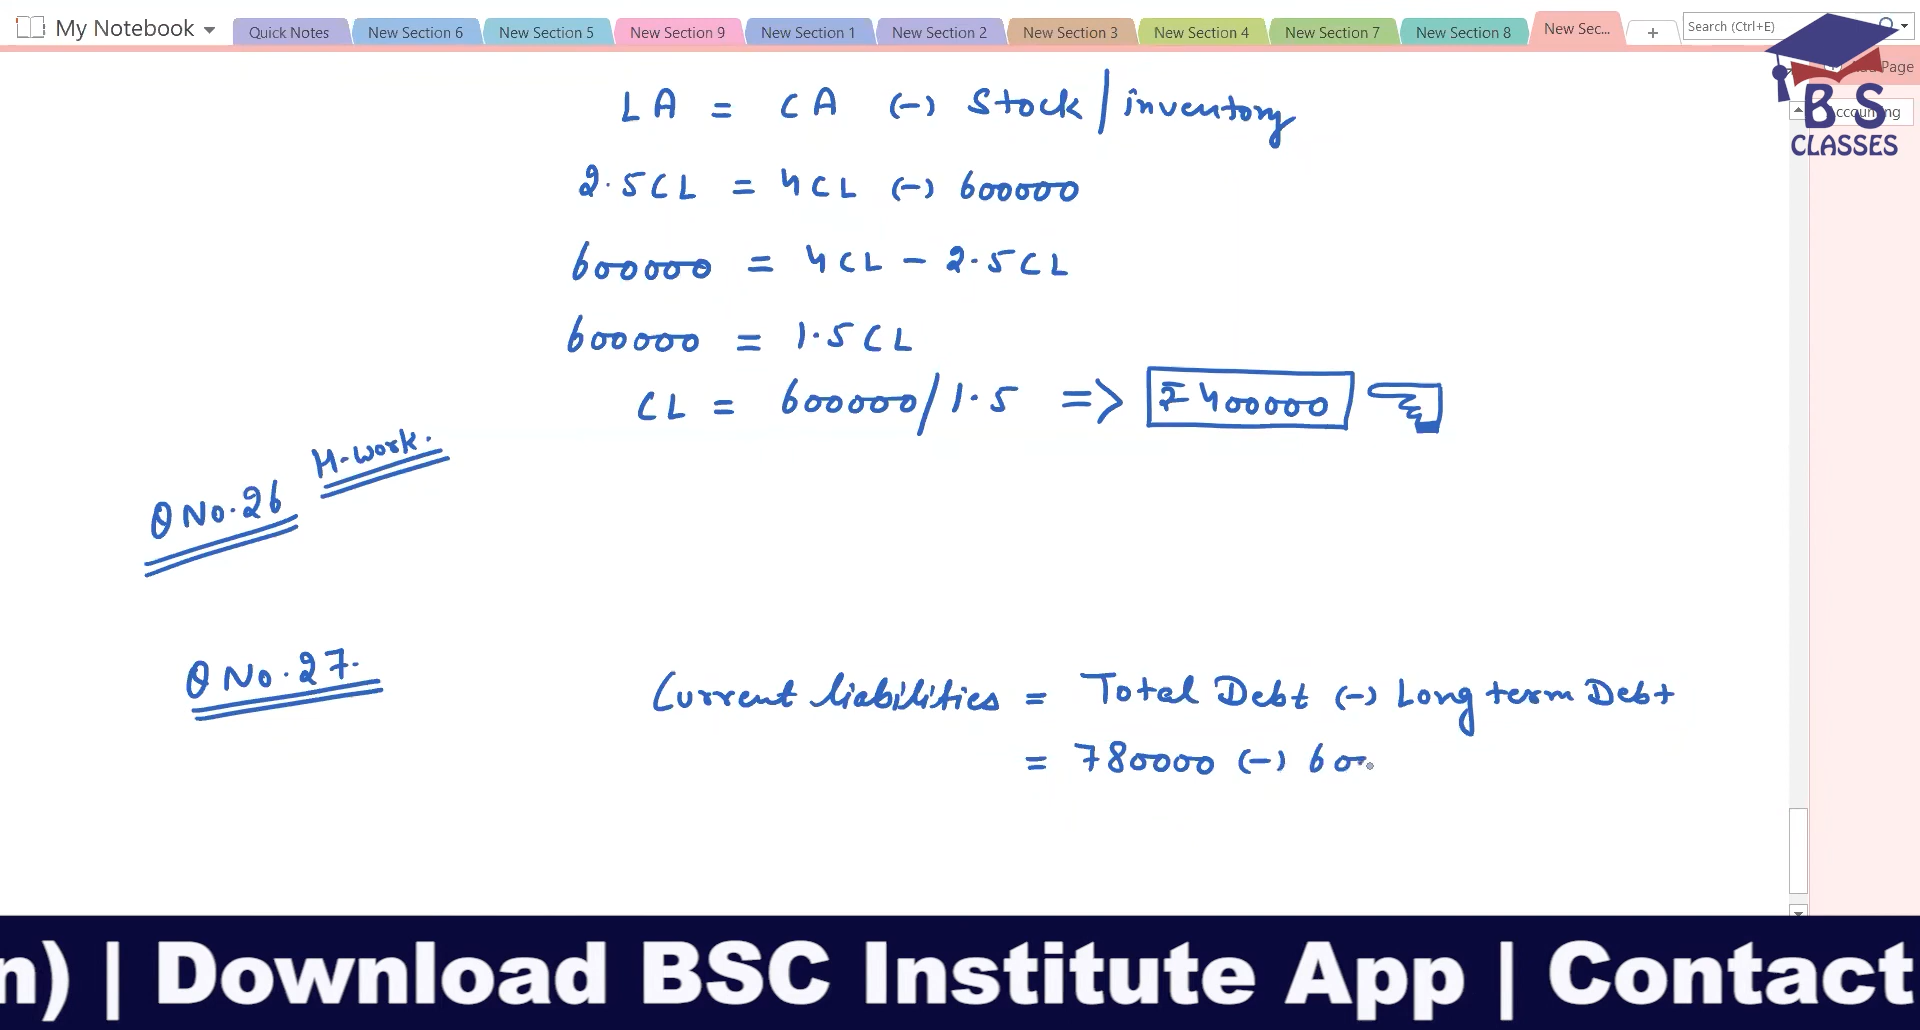 My Notebook
Quick Notes New Section 6 New Section 5 New Section 9 New Section 1 New Section 2 New Section 3 New Section 4 New Section 7 New Section 8 New Sec... +
Search (Ctrl+E)
Page
BS
CLASSES
LA = CA (-) Stock/inventory
2.5CL = 4CL (-) 600000
600000 = 4CL - 2.5CL
600000 = 1.5CL
CL = 600000/1.5 => ₹400000
H-work.
Q No.26
Q No.27.
Current liabilities = Total Debt (-) Long term Debt
= 780000 (-) 600
n) | Download BSC Institute App | Contact